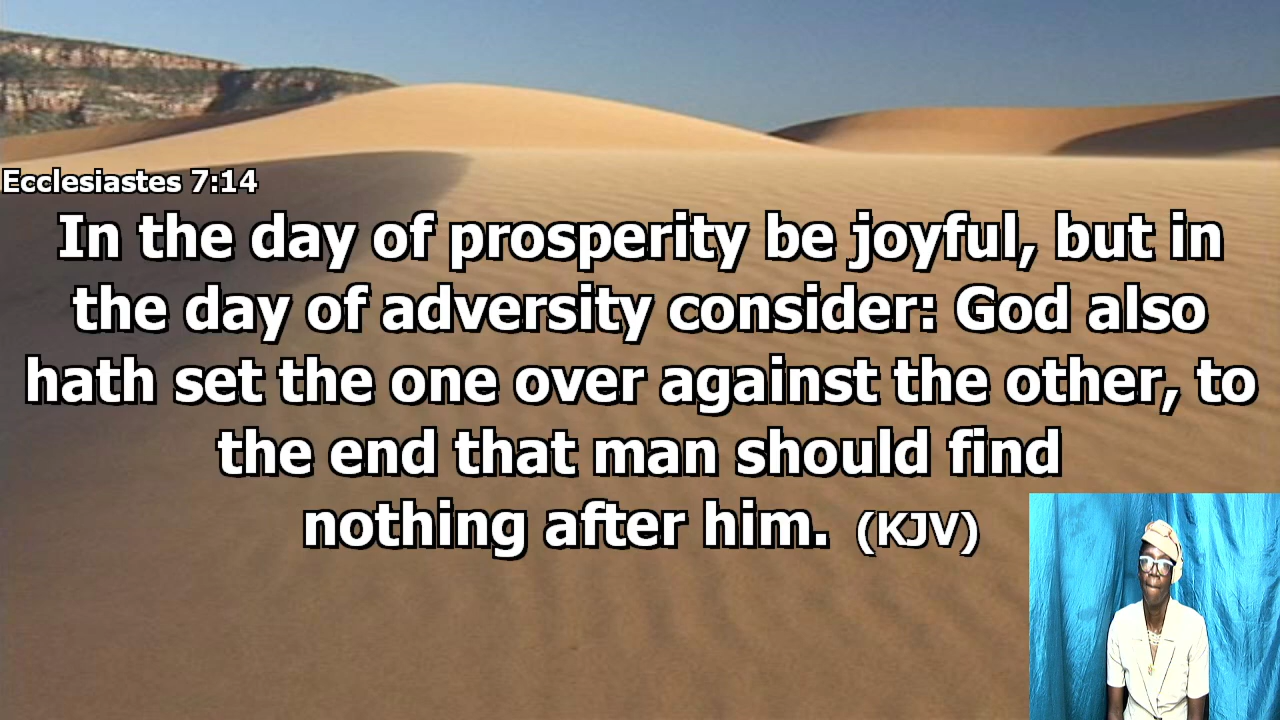 Ecclesiastes 7:14
In the day of prosperity be joyful, but in
the day of adversity consider: God also
hath set the one over against the other, to
the end that man should find
nothing after him. (KJV)